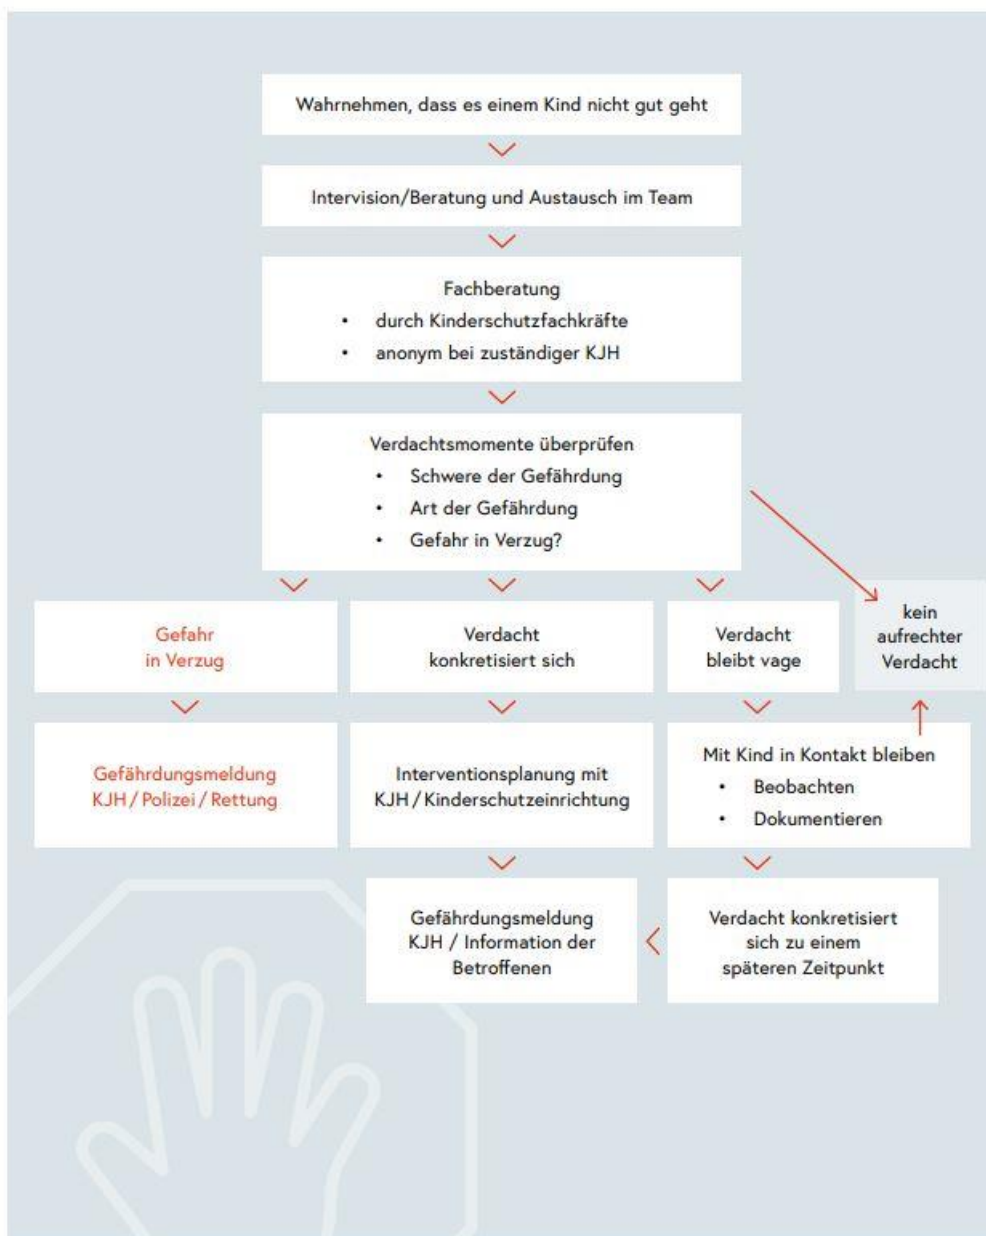 Wahrnehmen, dass es einem Kind nicht gut geht
Intervision/Beratung und Austausch im Team
Fachberatung
• durch Kinderschutzfachkräfte
• anonym bei zuständiger KJH
Verdachtsmomente überprüfen
• Schwere der Gefährdung
• Art der Gefährdung
• Gefahr in Verzug?
Gefahr
in Verzug
Verdacht
konkretisiert sich
Verdacht
bleibt vage
kein
aufrechter
Verdacht
Gefährdungsmeldung
KJH / Polizei / Rettung
Interventionsplanung mit
KJH / Kinderschutzeinrichtung
Mit Kind in Kontakt bleiben
• Beobachten
• Dokumentieren
Gefährdungsmeldung
KJH / Information der
Betroffenen
Verdacht konkretisiert
sich zu einem
späteren Zeitpunkt